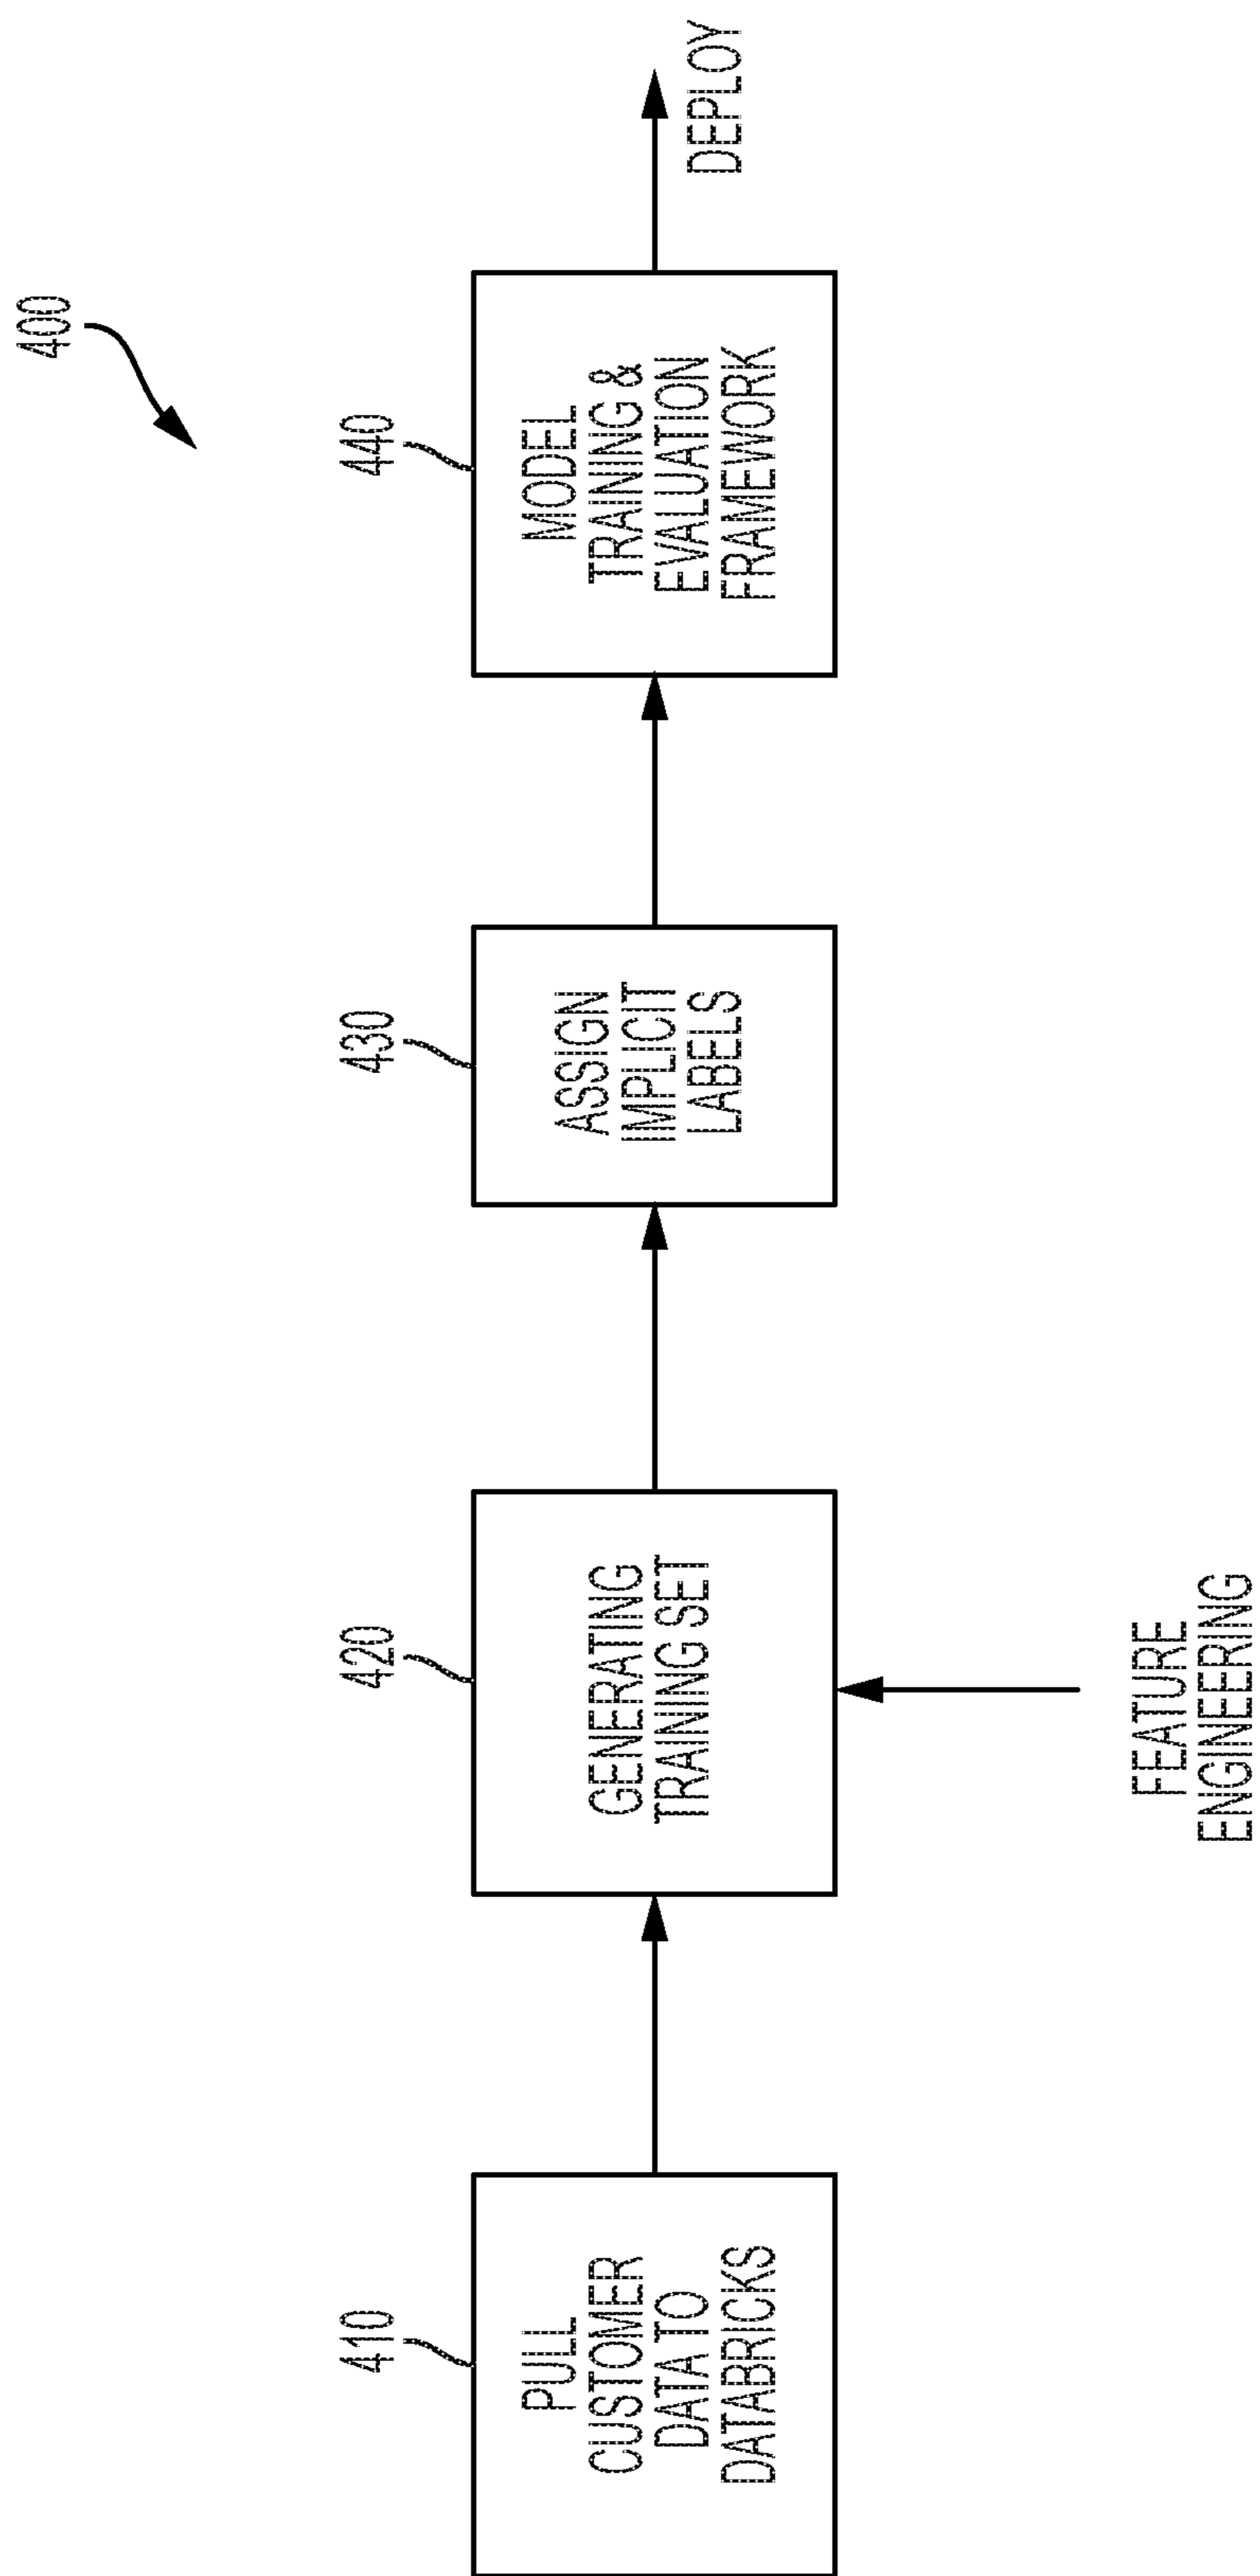 400
410
PULL
CUSTOMER
DATA TO
DATABRICKS
420
GENERATING
TRAINING SET
FEATURE
ENGINEERING
430
ASSIGN
IMPLICIT
LABELS
440
MODEL
TRAINING &
EVALUATION
FRAMEWORK
DEPLOY